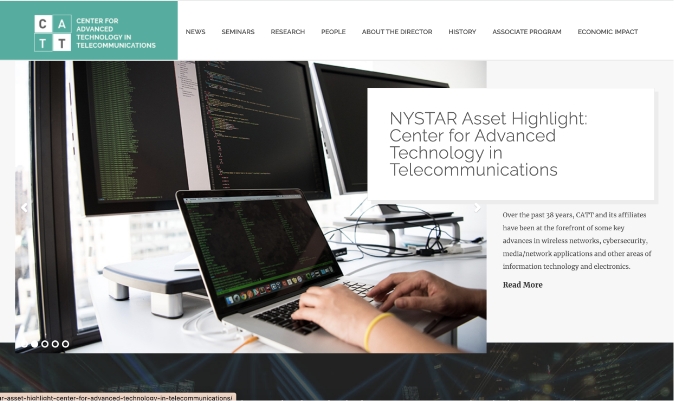 C A
T T
CENTER FOR
ADVANCED
TECHNOLOGY IN
TELECOMMUNICATIONS
NEWS SEMINARS RESEARCH PEOPLE ABOUT THE DIRECTOR HISTORY ASSOCIATE PROGRAM ECONOMIC IMPACT
NYSTAR Asset Highlight:
Center for Advanced
Technology in
Telecommunications
Over the past 38 years, CATT and its affiliates
have been at the forefront of some key
advances in wireless networks, cybersecurity,
media/network applications and other areas of
information technology and electronics.
Read More
ar-asset-highlight-center-for-advanced-technology-in-telecommunications/